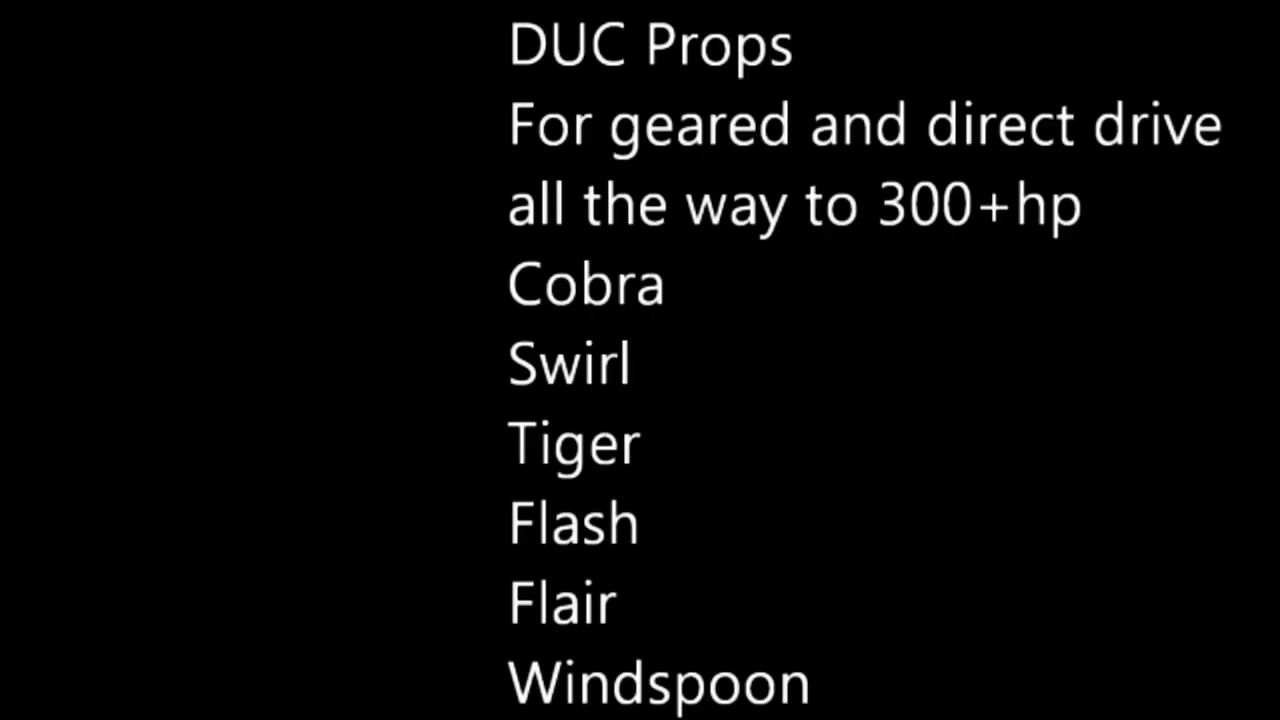 DUC Props
For geared and direct drive
all the way to 300+hp
Cobra
Swirl
Tiger
Flash
Flair
Windspoon